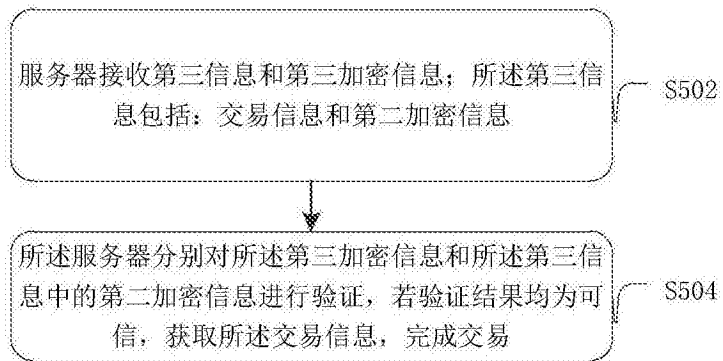 服务器接收第三信息和第三加密信息；所述第三信
息包括：交易信息和第二加密信息
S502
所述服务器分别对所述第三加密信息和所述第三信
息中的第二加密信息进行验证，若验证结果均为可
信，获取所述交易信息，完成交易
S504